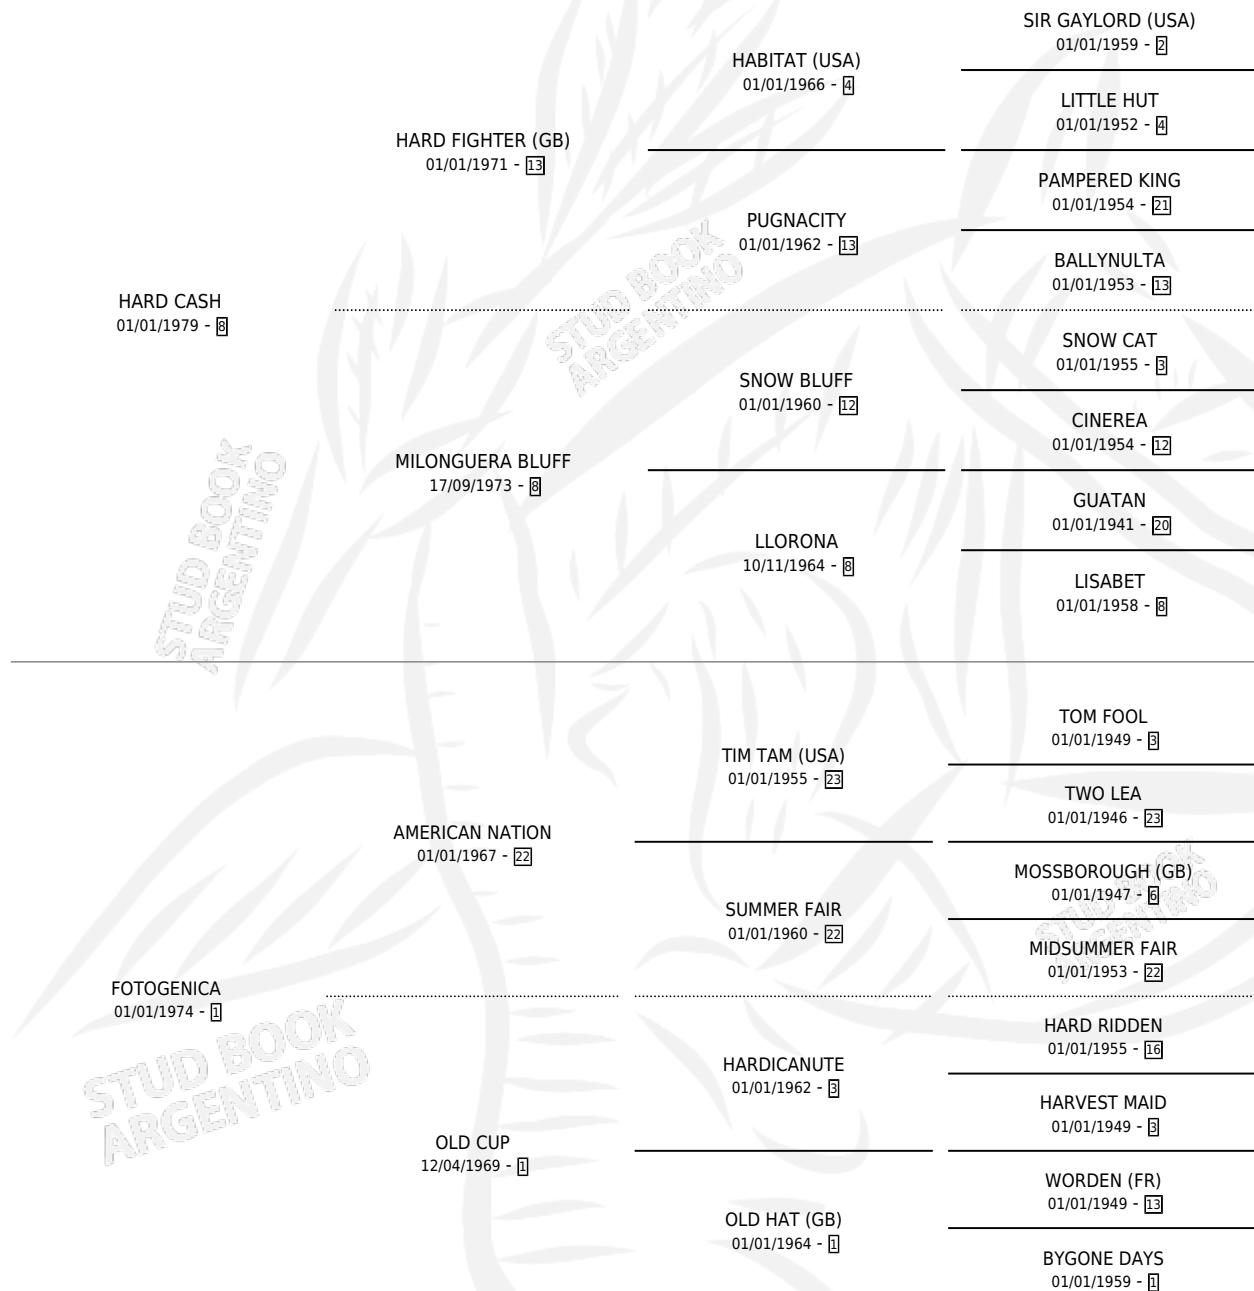 SIR GAYLORD (USA)
01/01/1959 - 2
HABITAT (USA)
01/01/1966 - 4
LITTLE HUT
01/01/1952 - 4
HARD FIGHTER (GB)
01/01/1971 - 13
PAMPERED KING
01/01/1954 - 21
PUGNACITY
01/01/1962 - 13
BALLYNULTA
01/01/1953 - 13
HARD CASH
01/01/1979 - 8
STUD BOOK
ARGENTINO
SNOW CAT
01/01/1955 - 3
SNOW BLUFF
01/01/1960 - 12
CINEREA
01/01/1954 - 12
MILONGUERA BLUFF
17/09/1973 - 8
GUATAN
01/01/1941 - 20
LLORONA
10/11/1964 - 8
LISABET
01/01/1958 - 8
STUD BOOK
ARGENTINO
TOM FOOL
01/01/1949 - 3
TIM TAM (USA)
01/01/1955 - 23
TWO LEA
01/01/1946 - 23
AMERICAN NATION
01/01/1967 - 22
MOSSBOROUGH (GB)
01/01/1947 - 6
SUMMER FAIR
01/01/1960 - 22
MIDSUMMER FAIR
01/01/1953 - 22
STUD BOOK
ARGENTINO
FOTOGENICA
01/01/1974 - 1
HARD RIDDEN
01/01/1955 - 16
HARDICANUTE
01/01/1962 - 3
HARVEST MAID
01/01/1949 - 3
STUD BOOK
ARGENTINO
OLD CUP
12/04/1969 - 1
WORDEN (FR)
01/01/1949 - 13
OLD HAT (GB)
01/01/1964 - 1
BYGONE DAYS
01/01/1959 - 1